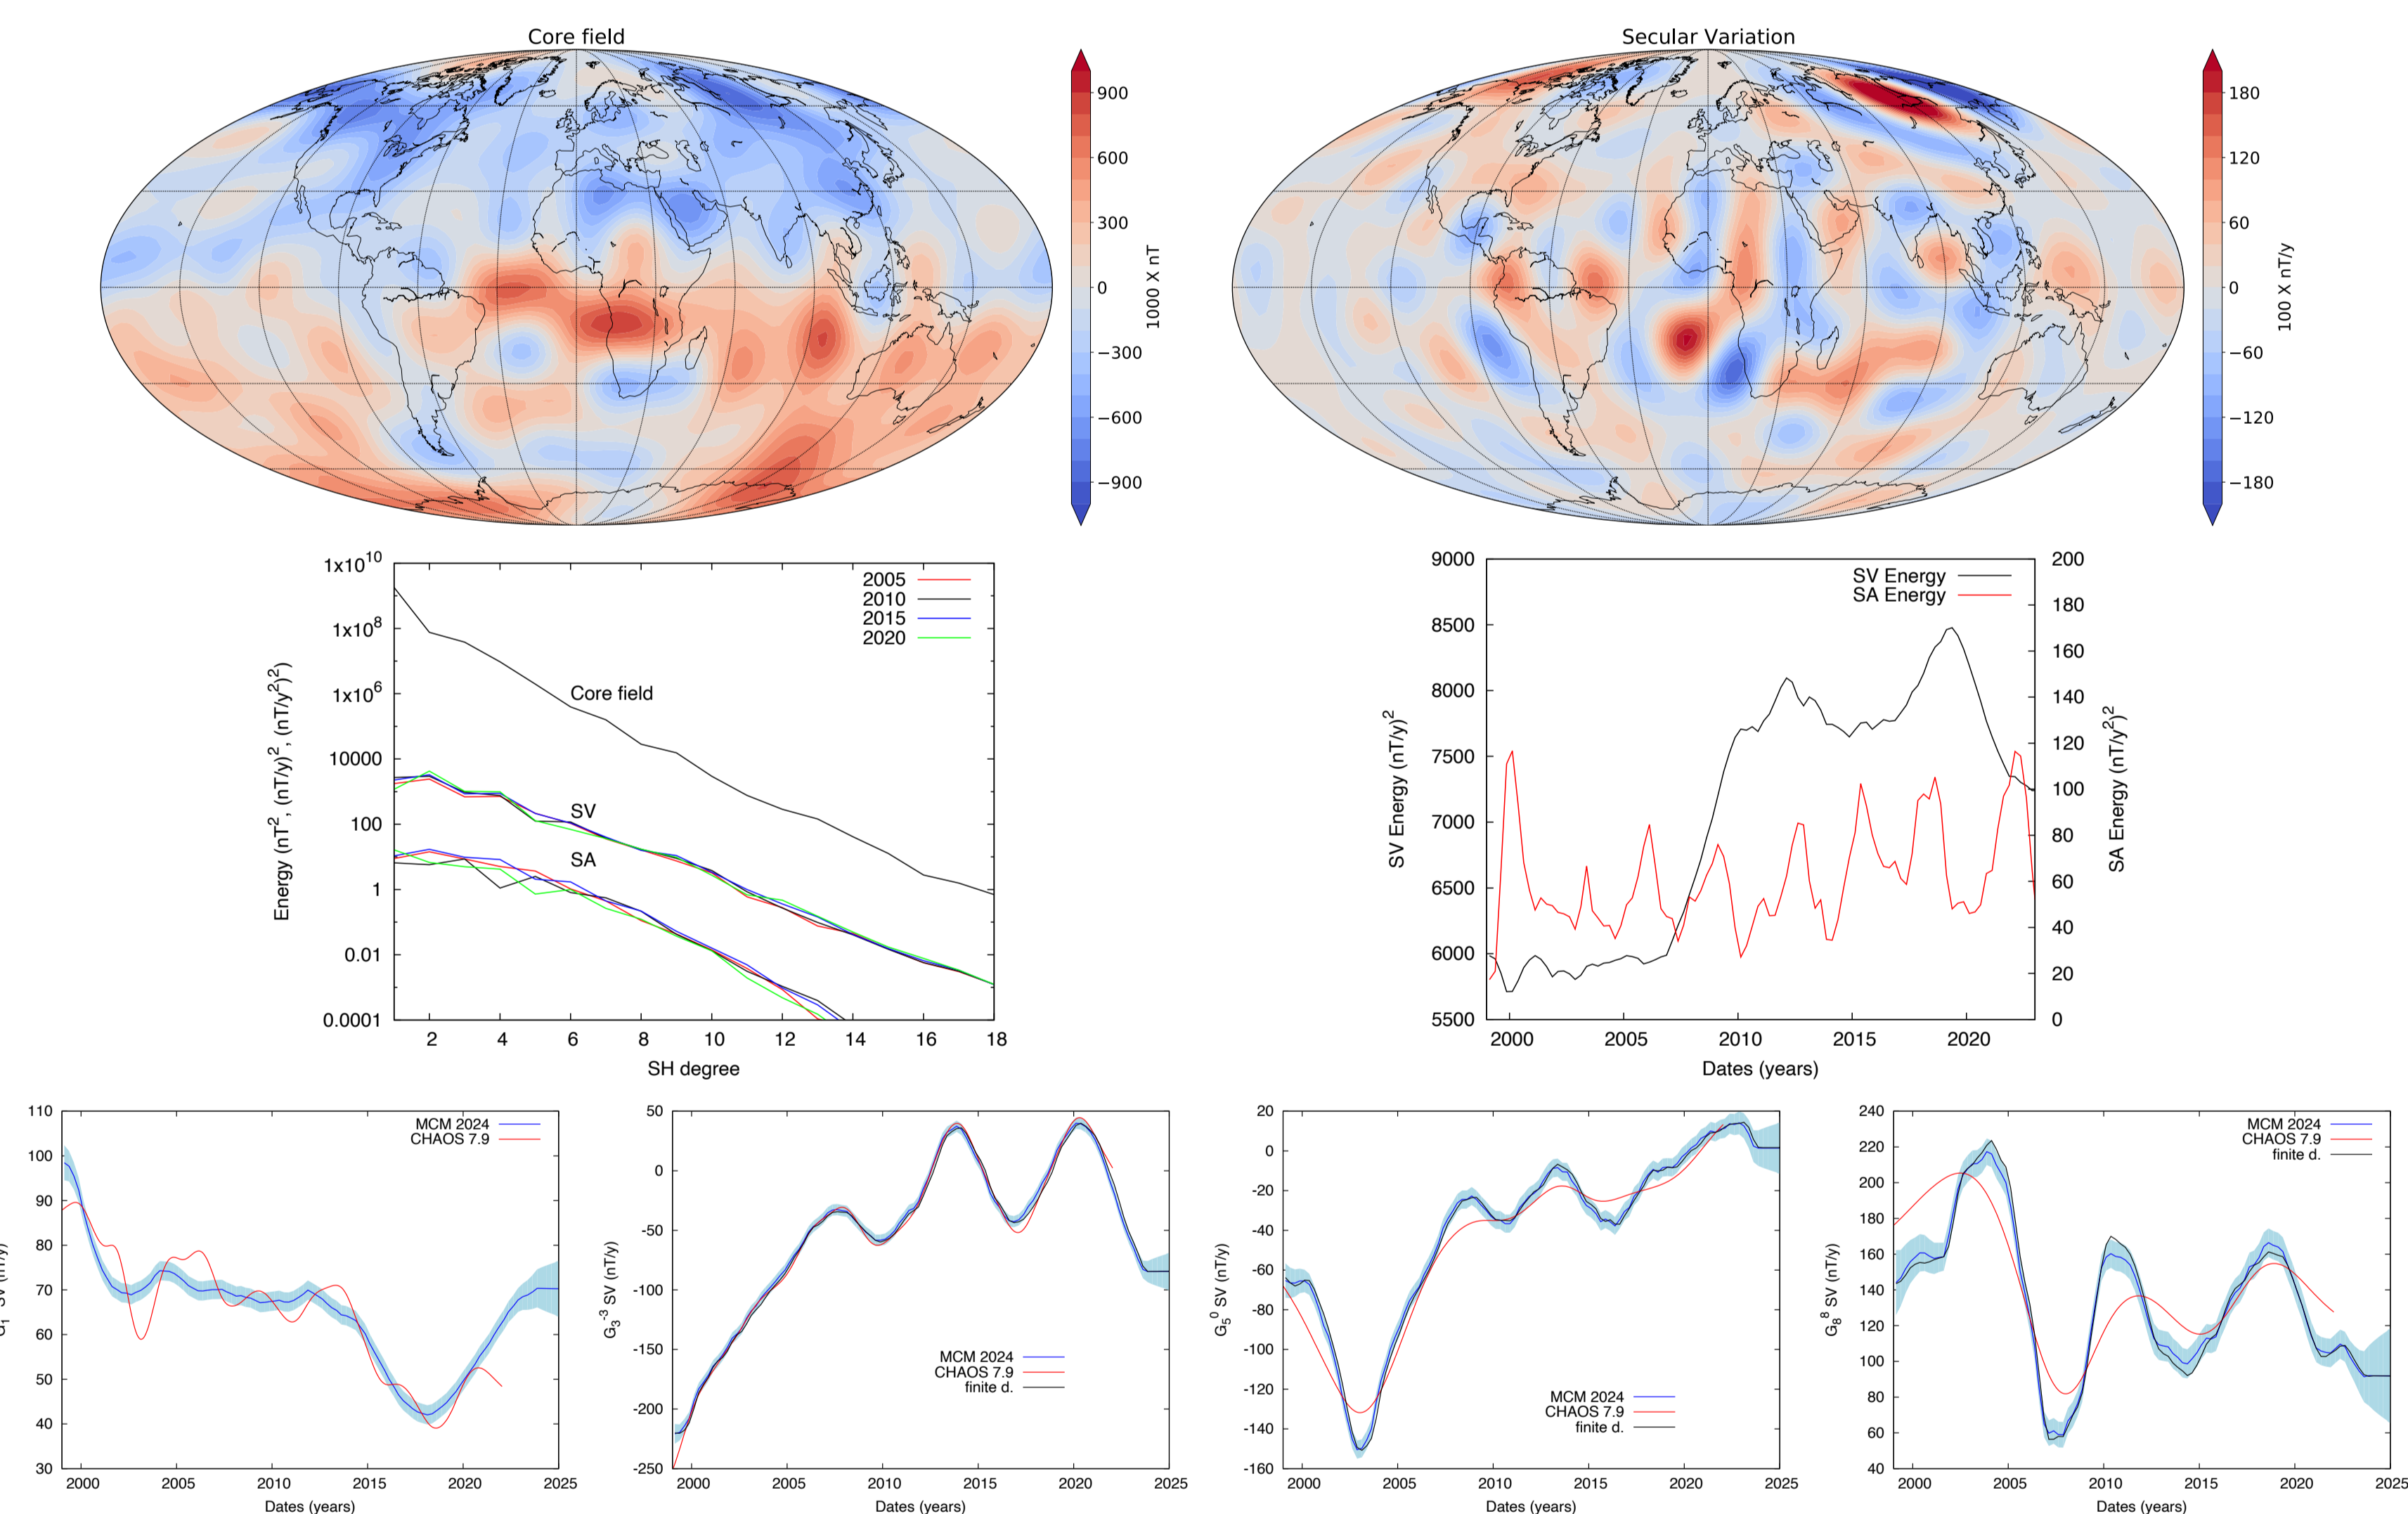 Core field
900
600
300
0
−300
−600
−900
1000 X nT
Secular Variation
180
120
60
0
−60
−120
−180
100 X nT/y
1x10^10
1x10^8
1x10^6
10000
100
1
0.01
0.0001
Energy (nT^2, (nT/y)^2, (nT/y^2)^2)
2005
2010
2015
2020
Core field
SV
SA
2 4 6 8 10 12 14 16 18
SH degree
9000
8500
8000
7500
7000
6500
6000
5500
SV Energy (nT/y)^2
SV Energy
SA Energy
200
180
160
140
120
100
80
60
40
20
0
SA Energy (nT/y^2)^2
2000 2005 2010 2015 2020
Dates (years)
110
100
90
80
70
60
50
40
30
MCM 2024
CHAOS 7.9
2000 2005 2010 2015 2020 2025
Dates (years)
50
0
-50
-100
-150
-200
-250
G_3^-3 SV (nT/y)
MCM 2024
CHAOS 7.9
finite d.
2000 2005 2010 2015 2020 2025
Dates (years)
20
0
-20
-40
-60
-80
-100
-120
-140
-160
G_5^0 SV (nT/y)
MCM 2024
CHAOS 7.9
finite d.
2000 2005 2010 2015 2020 2025
Dates (years)
240
220
200
180
160
140
120
100
80
60
40
G_8^8 SV (nT/y)
MCM 2024
CHAOS 7.9
finite d.
2000 2005 2010 2015 2020 2025
Dates (years)